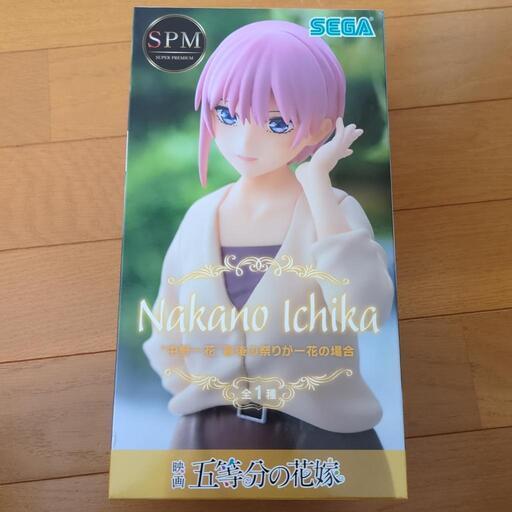 SPM
SUPER PREMIUM
SEGA
Nakano Ichika
"中野一花" 最後の祭りが一花の場合
全1種
映画 五等分の花嫁